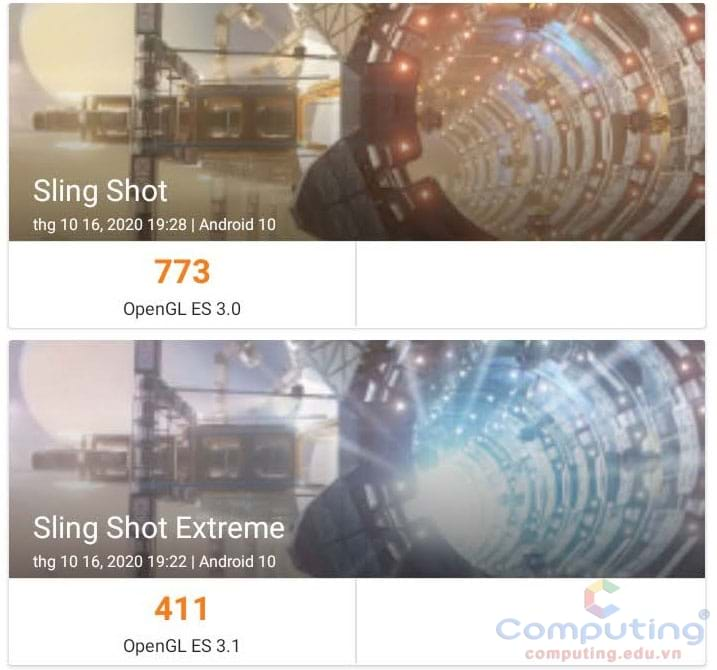 Sling Shot
thg 10 16, 2020 19:28 | Android 10
773
OpenGL ES 3.0
Sling Shot Extreme
thg 10 16, 2020 19:22 | Android 10
411
OpenGL ES 3.1
Computing®
computing.edu.vn